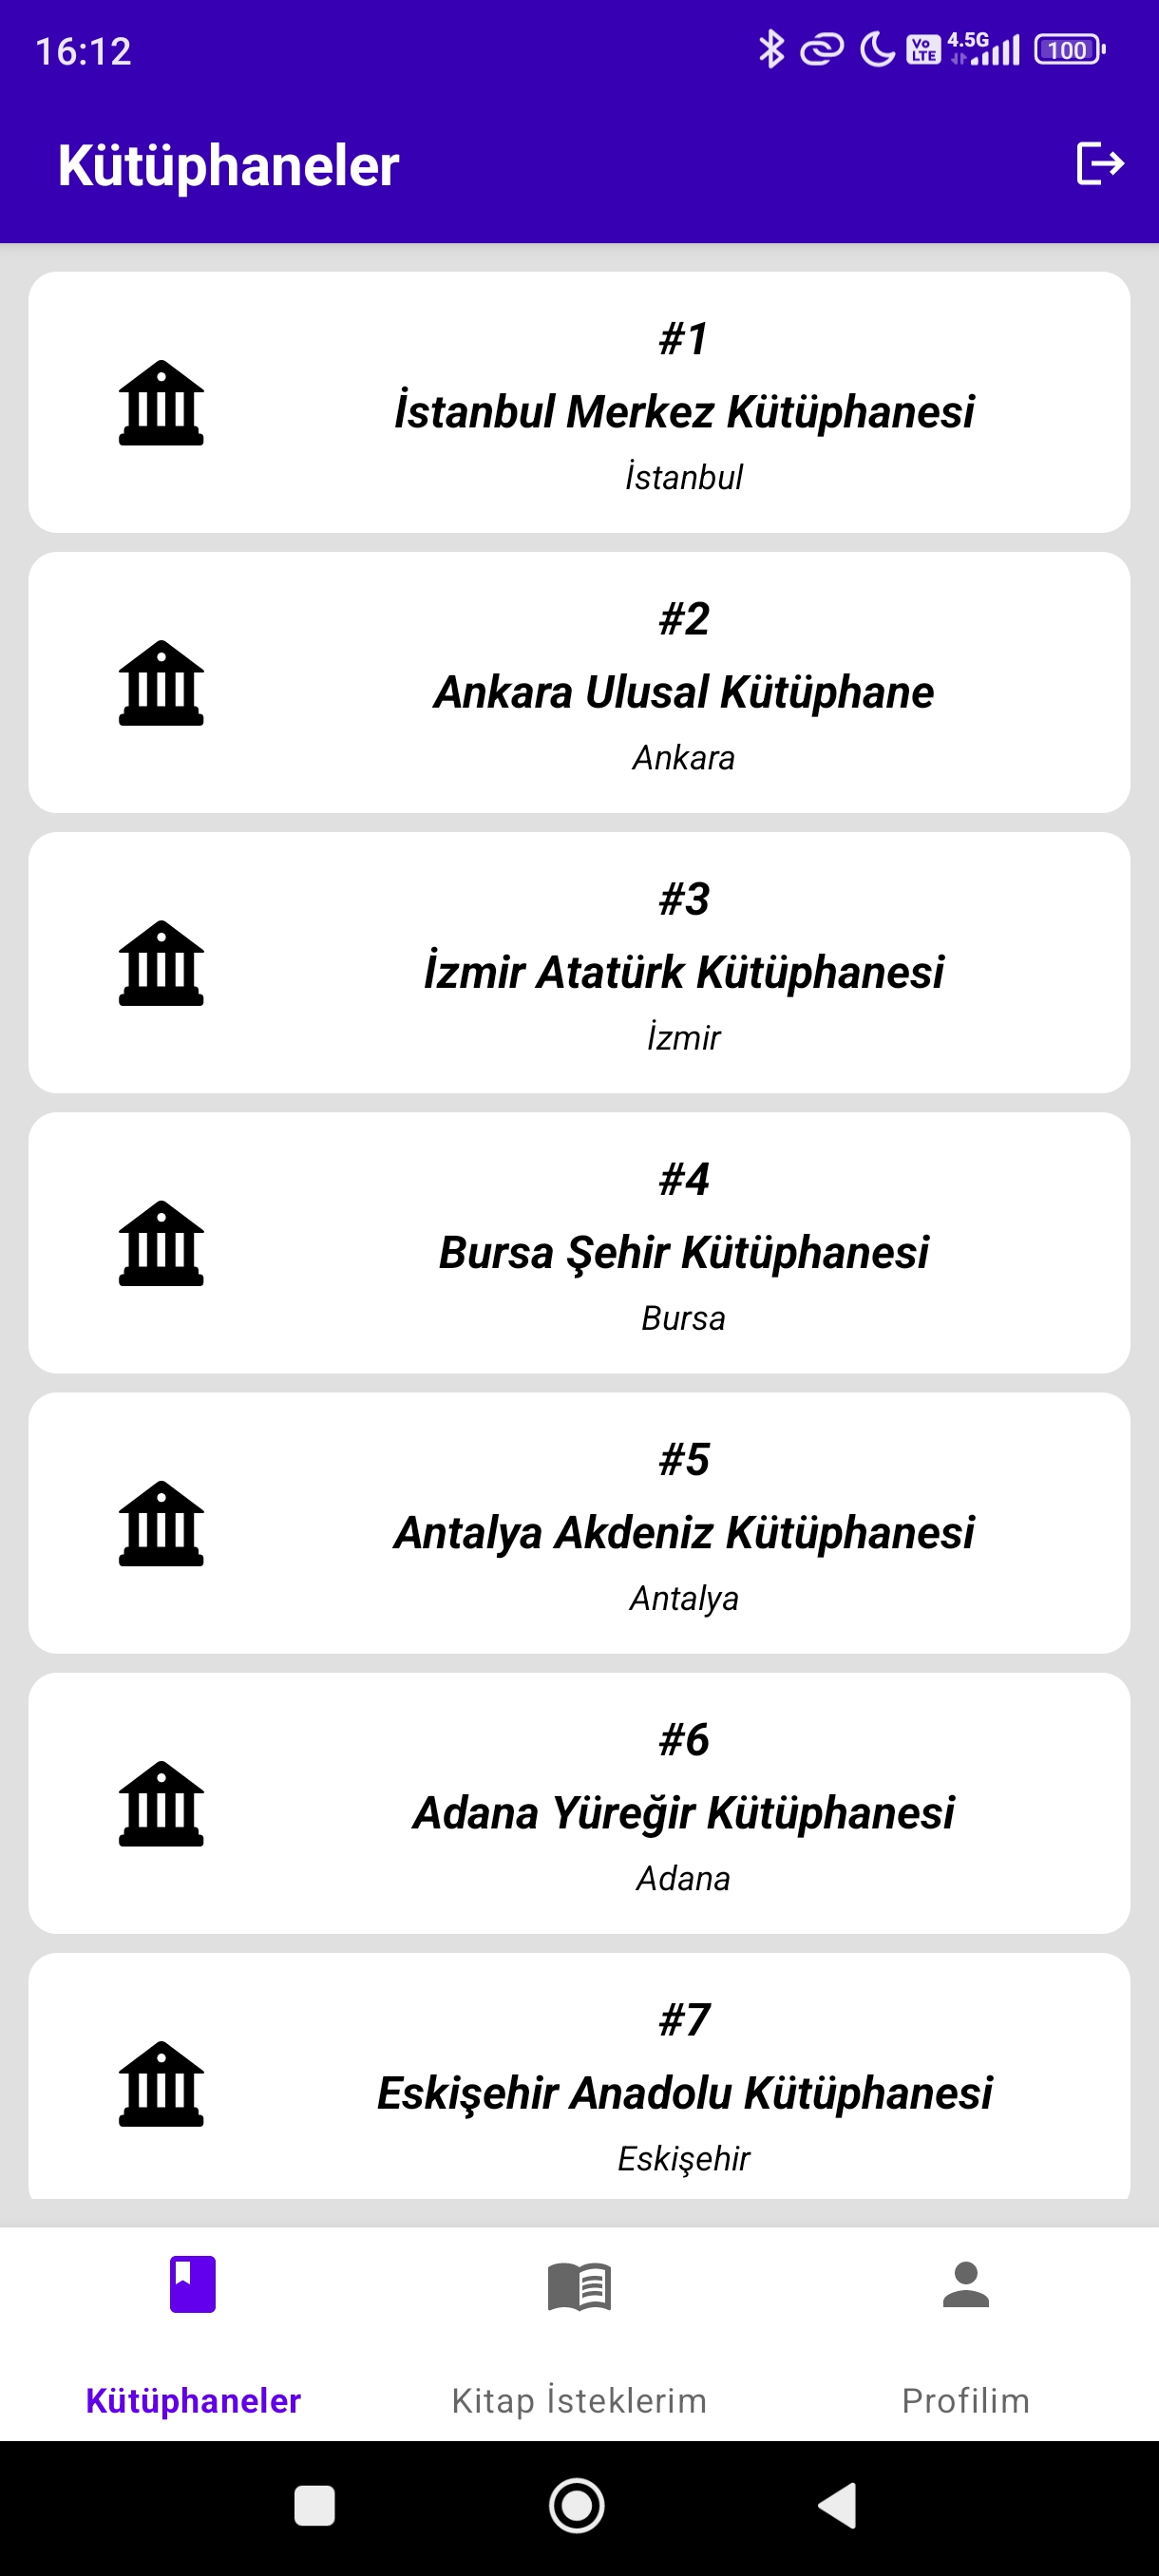 16:12
Vo LTE 4.5G 100
Kütüphaneler
#1
İstanbul Merkez Kütüphanesi
İstanbul
#2
Ankara Ulusal Kütüphane
Ankara
#3
İzmir Atatürk Kütüphanesi
İzmir
#4
Bursa Şehir Kütüphanesi
Bursa
#5
Antalya Akdeniz Kütüphanesi
Antalya
#6
Adana Yüreğir Kütüphanesi
Adana
#7
Eskişehir Anadolu Kütüphanesi
Eskişehir
Kütüphaneler
Kitap İsteklerim
Profilim